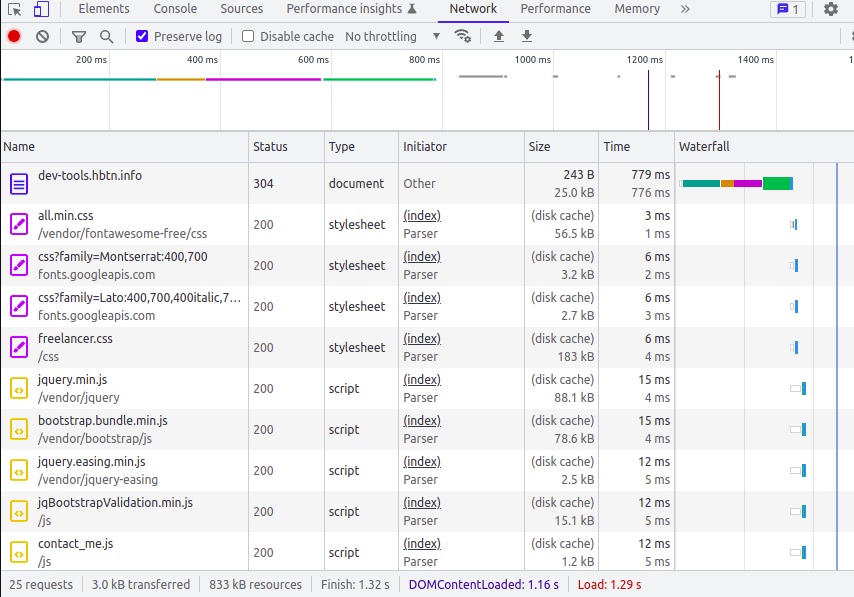 Elements Console Sources Performance insights Network Performance Memory » 1
Preserve log Disable cache No throttling
200 ms 400 ms 600 ms 800 ms 1000 ms 1200 ms 1400 ms 1
Name Status Type Initiator Size Time Waterfall
dev-tools.hbtn.info 304 document Other 243 B 779 ms
25.0 kB 776 ms
all.min.css 200 stylesheet (index) (disk cache) 3 ms
/vendor/fontawesome-free/css Parser 56.5 kB 1 ms
css?family=Montserrat:400,700 200 stylesheet (index) (disk cache) 6 ms
fonts.googleapis.com Parser 3.2 kB 2 ms
css?family=Lato:400,700,400italic,7... 200 stylesheet (index) (disk cache) 6 ms
fonts.googleapis.com Parser 2.7 kB 3 ms
freelancer.css 200 stylesheet (index) (disk cache) 6 ms
/css Parser 183 kB 4 ms
jquery.min.js 200 script (index) (disk cache) 15 ms
/vendor/jquery Parser 88.1 kB 4 ms
bootstrap.bundle.min.js 200 script (index) (disk cache) 15 ms
/vendor/bootstrap/js Parser 78.6 kB 4 ms
jquery.easing.min.js 200 script (index) (disk cache) 12 ms
/vendor/jquery-easing Parser 2.5 kB 5 ms
jqBootstrapValidation.min.js 200 script (index) (disk cache) 12 ms
/js Parser 15.1 kB 5 ms
contact_me.js 200 script (index) (disk cache) 12 ms
/js Parser 1.2 kB 5 ms
25 requests 3.0 kB transferred 833 kB resources Finish: 1.32 s DOMContentLoaded: 1.16 s Load: 1.29 s